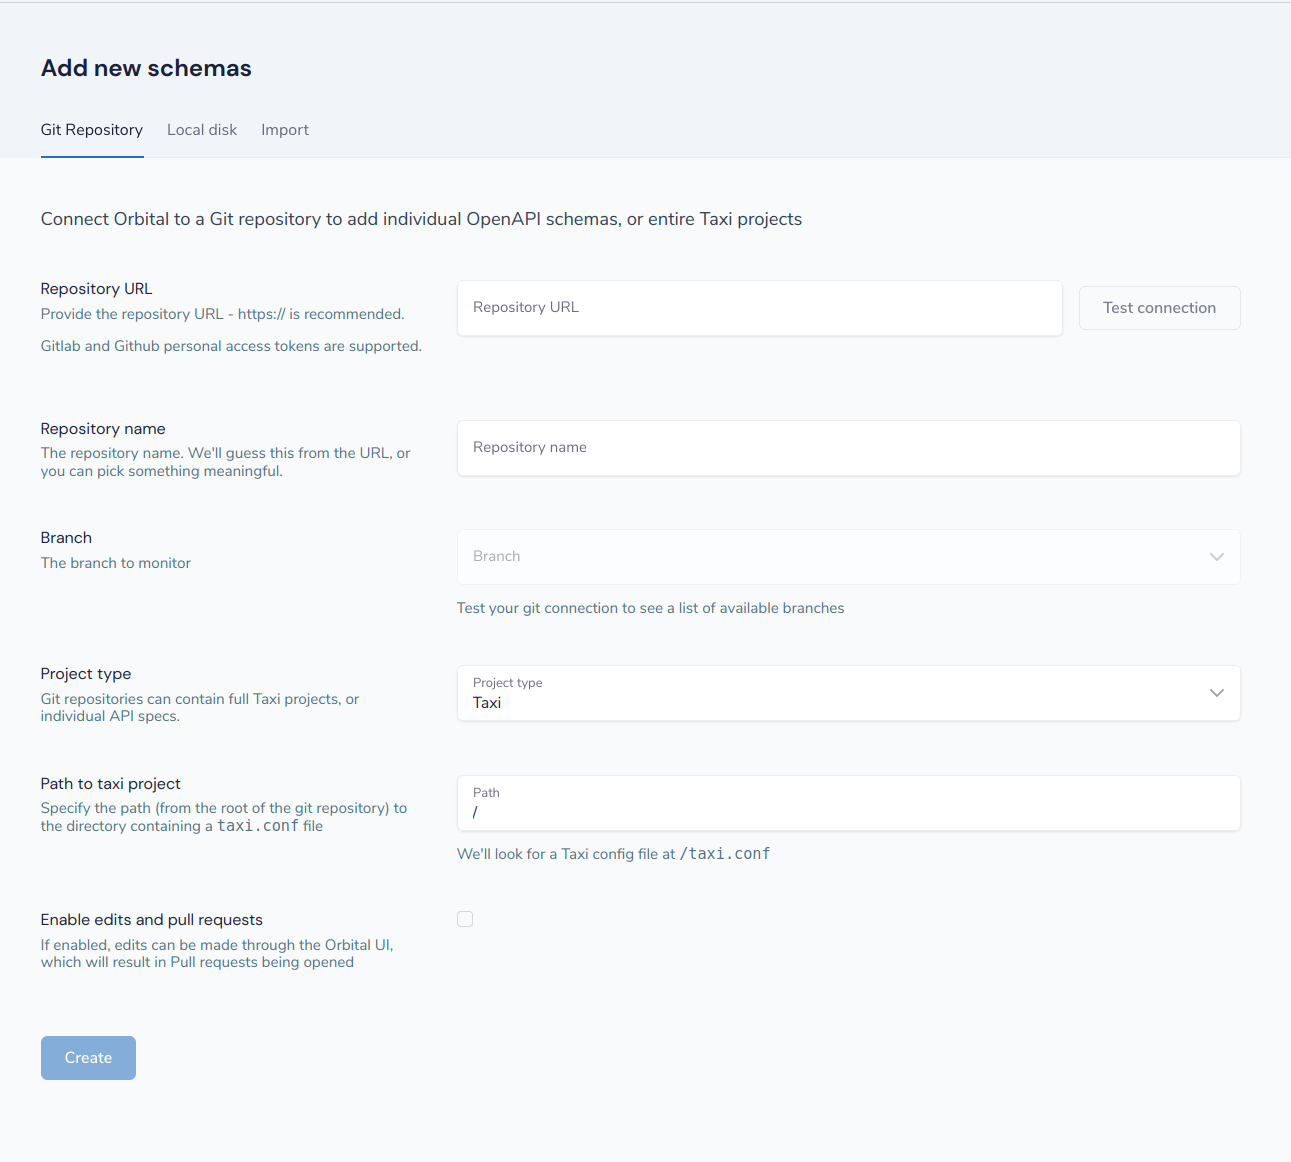 Add new schemas
Git Repository Local disk Import
Connect Orbital to a Git repository to add individual OpenAPI schemas, or entire Taxi projects
Repository URL
Provide the repository URL - https:// is recommended.
Gitlab and Github personal access tokens are supported.
Repository URL
Test connection
Repository name
The repository name. We'll guess this from the URL, or
you can pick something meaningful.
Repository name
Branch
The branch to monitor
Branch
Test your git connection to see a list of available branches
Project type
Git repositories can contain full Taxi projects, or
individual API specs.
Project type
Taxi
Path to taxi project
Specify the path (from the root of the git repository) to
the directory containing a taxi.conf file
Path
/
We'll look for a Taxi config file at /taxi.conf
Enable edits and pull requests
If enabled, edits can be made through the Orbital UI,
which will result in Pull requests being opened
Create